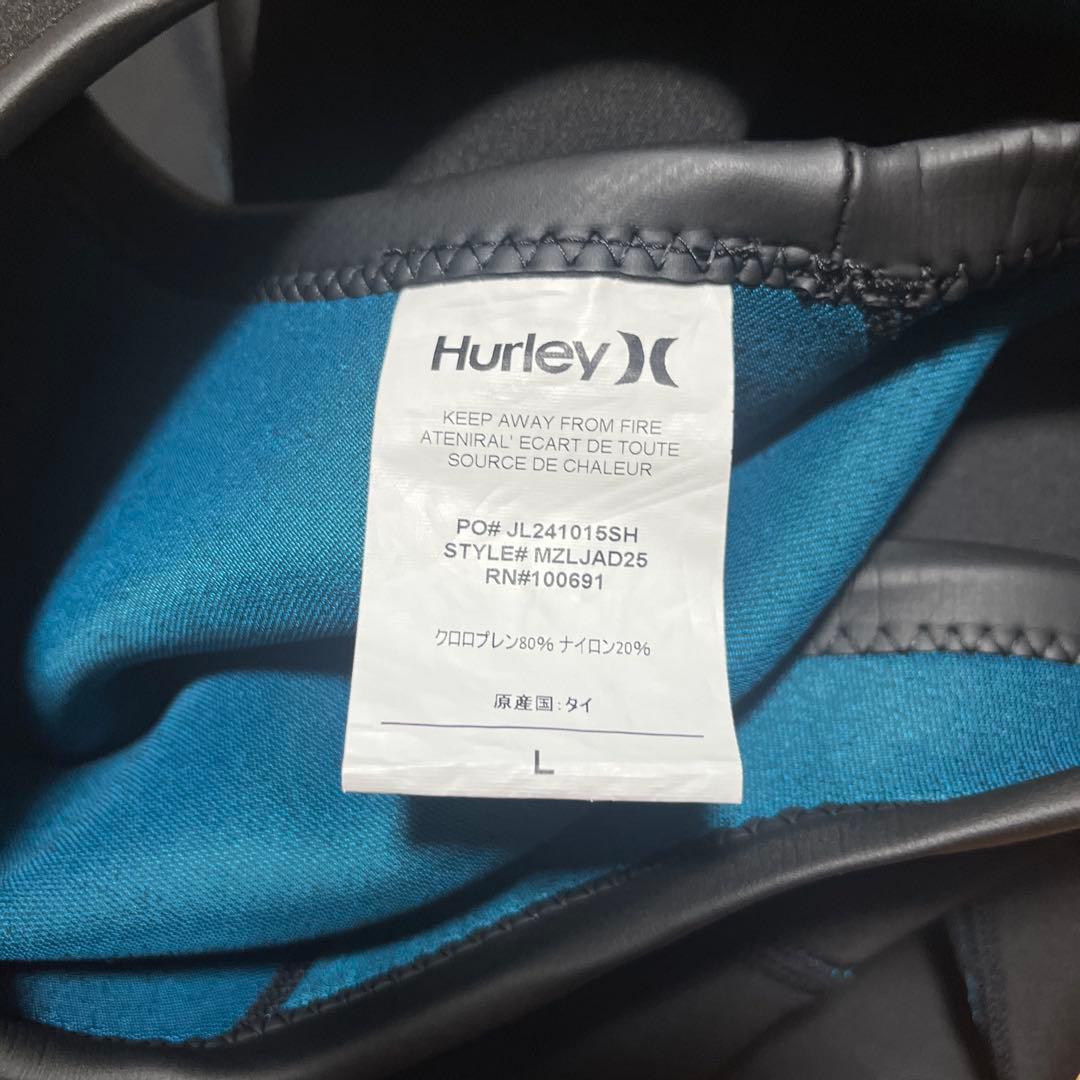 Hurley
KEEP AWAY FROM FIRE
ATENIRAL' ECART DE TOUTE
SOURCE DE CHALEUR
PO# JL241015SH
STYLE# MZLJAD25
RN#100691
クロロプレン80% ナイロン20%
原産国:タイ
L